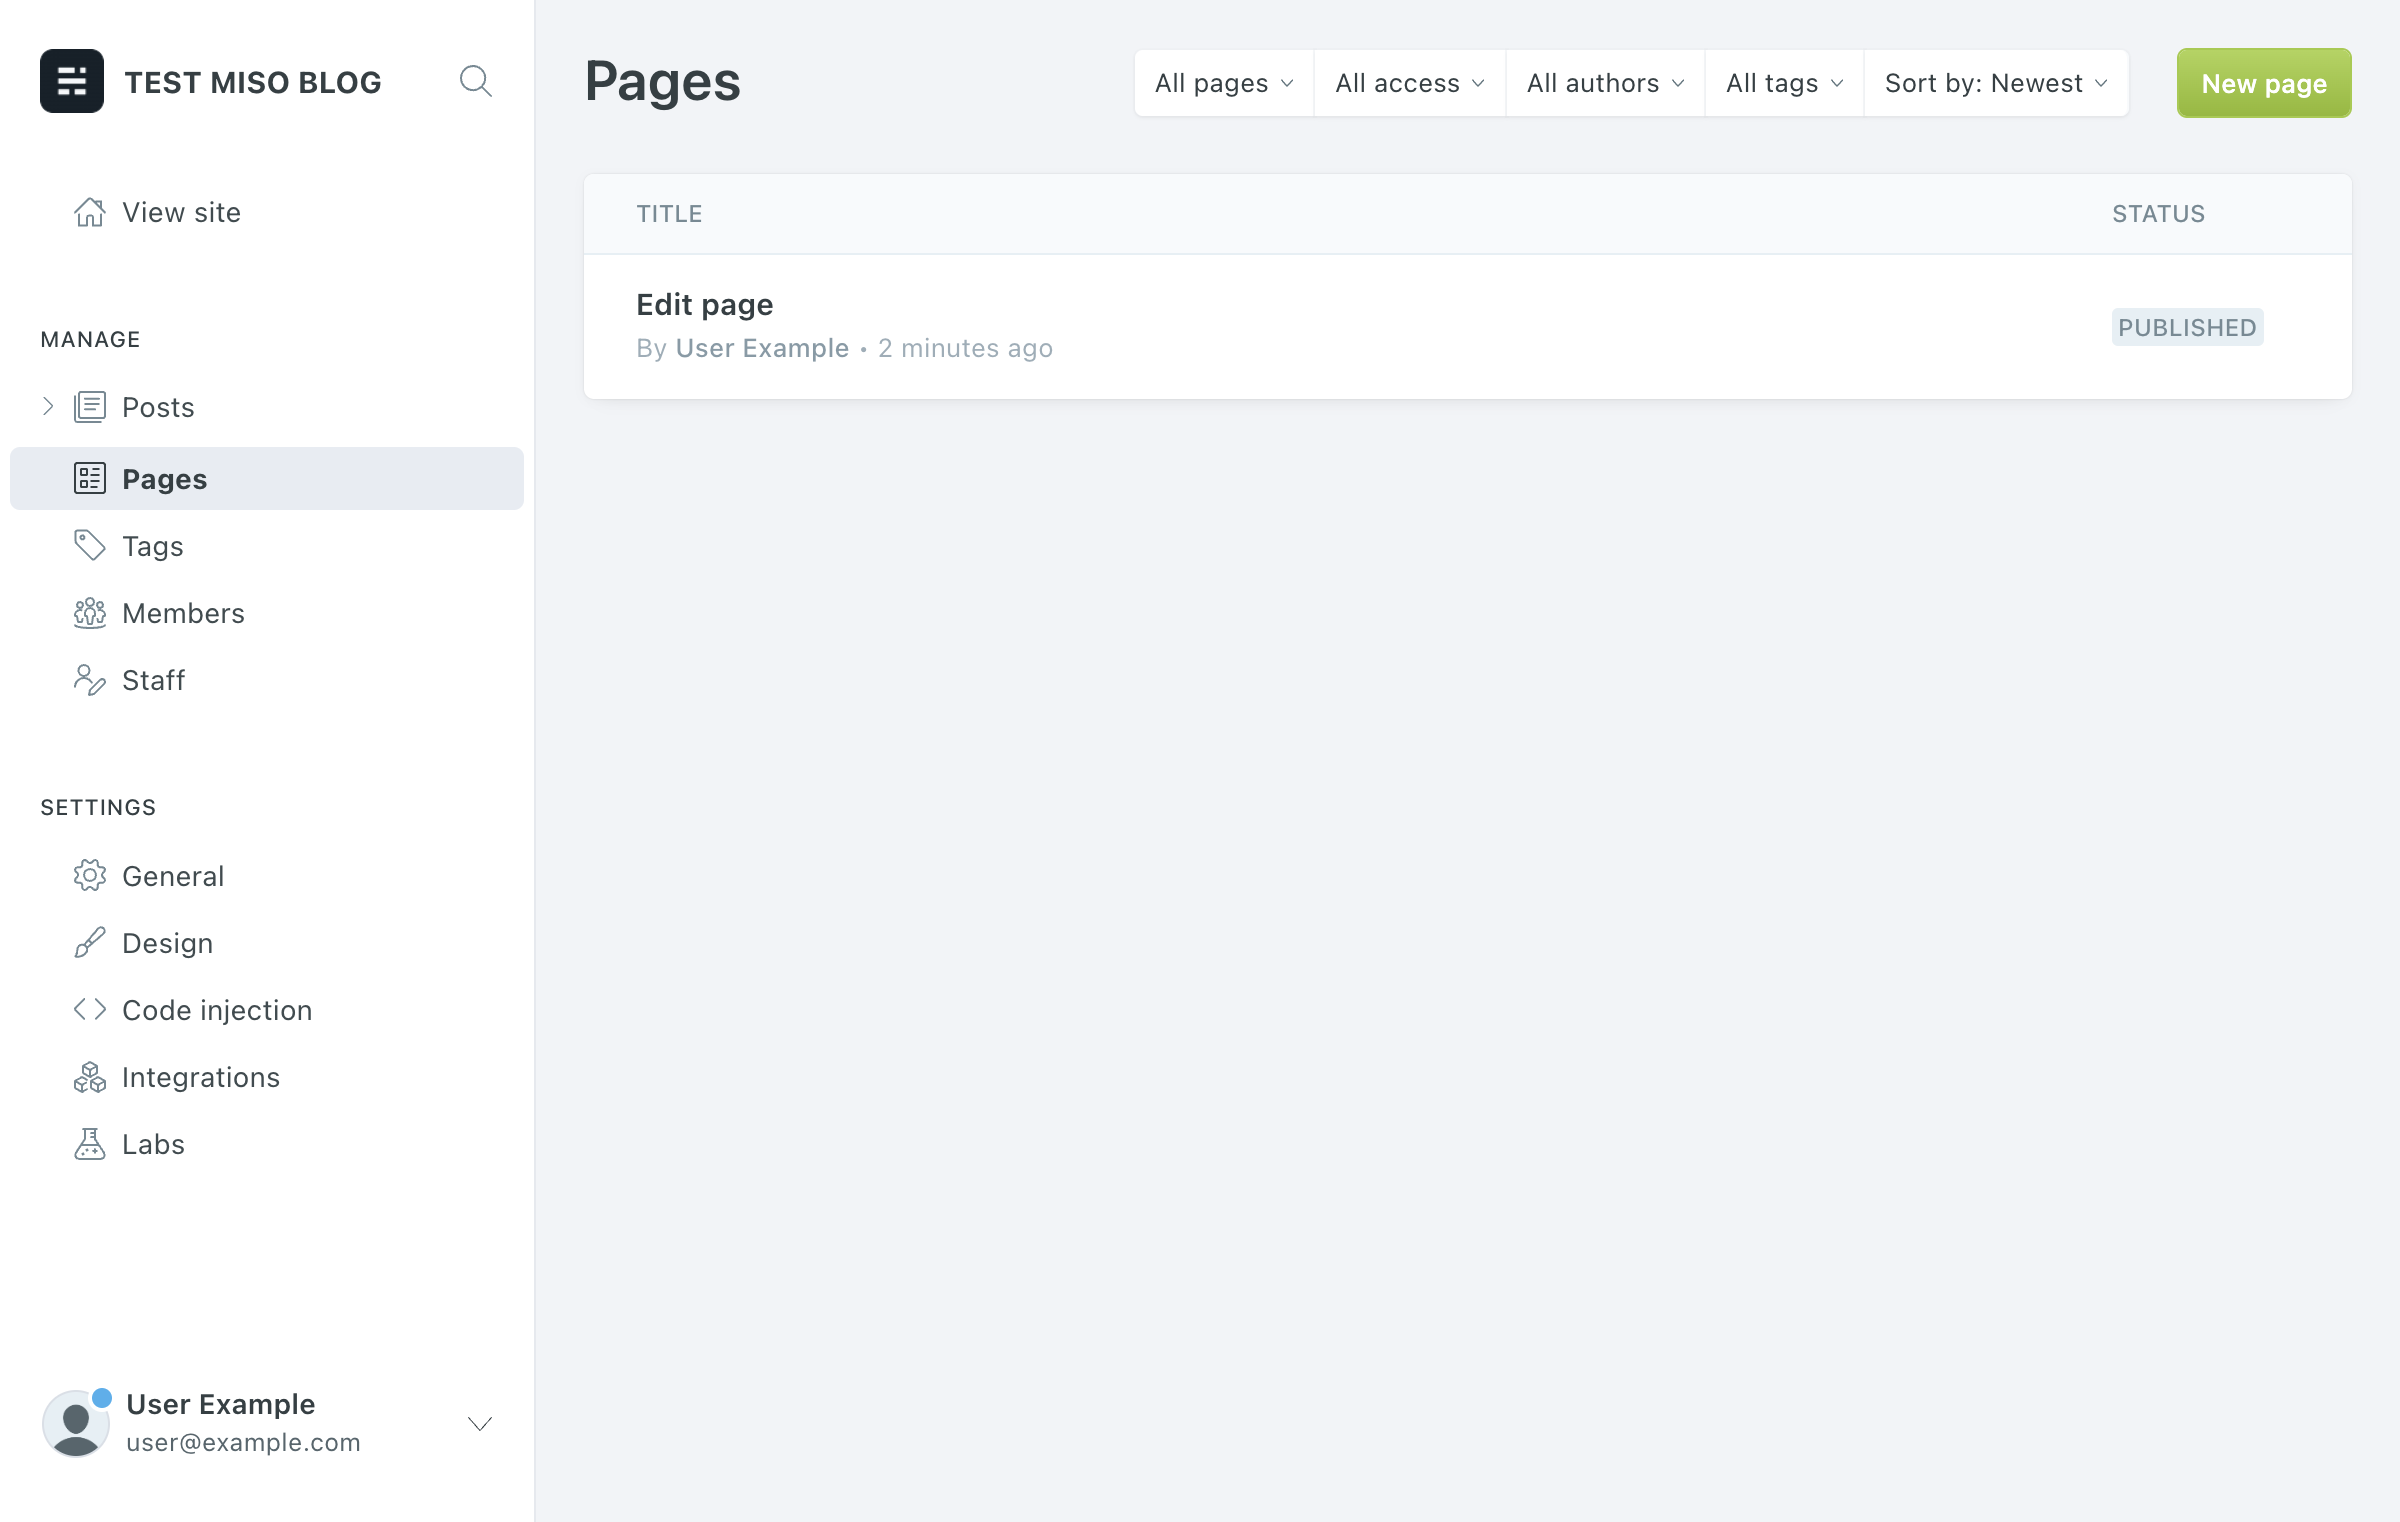 TEST MISO BLOG
View site
MANAGE
Posts
Pages
Tags
Members
Staff
SETTINGS
General
Design
Code injection
Integrations
Labs
User Example
user@example.com
Pages
All pages
All access
All authors
All tags
Sort by: Newest
New page
TITLE
STATUS
Edit page
By User Example • 2 minutes ago
PUBLISHED